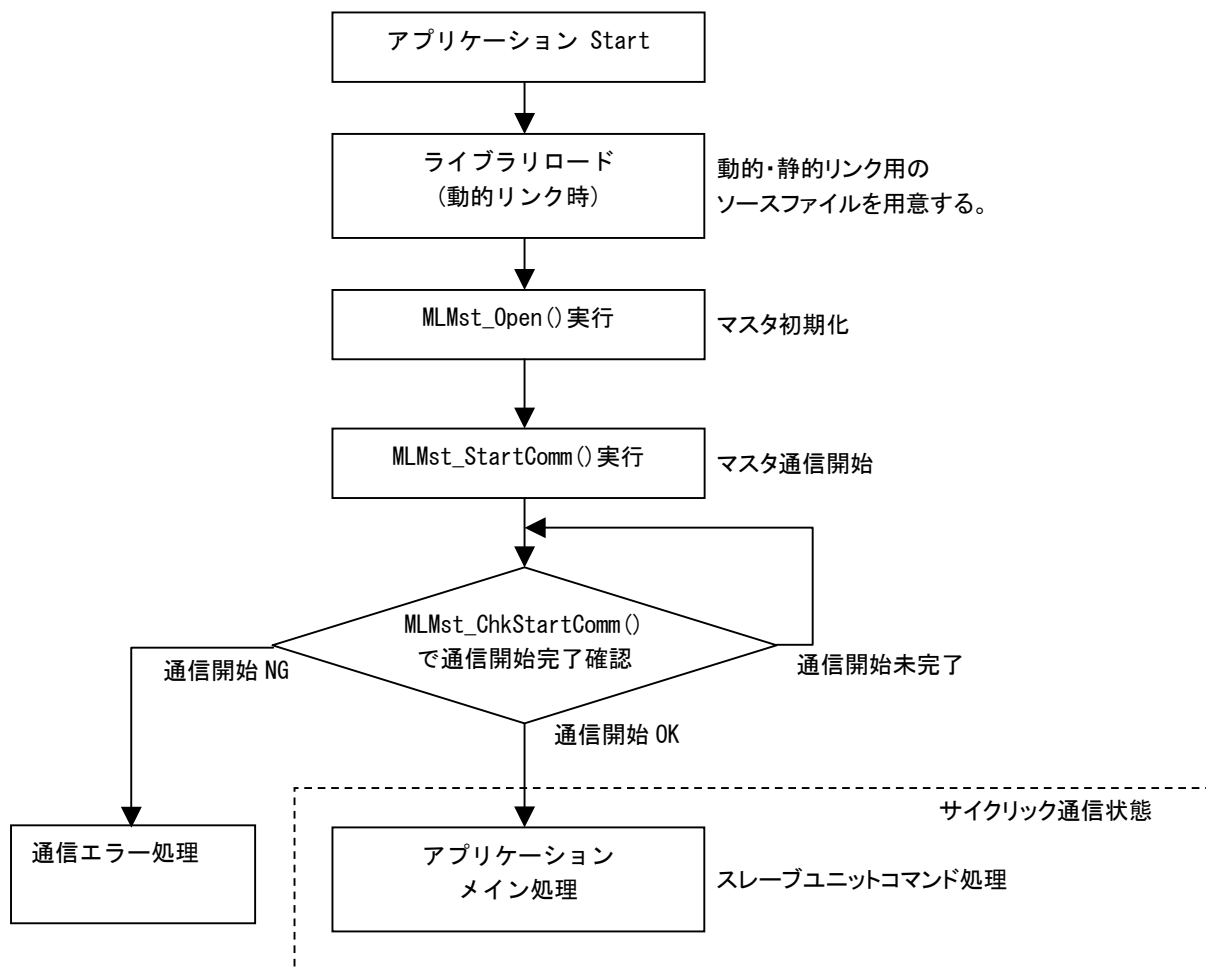 アプリケーション Start
ライブラリロード
(動的リンク時)
動的・静的リンク用の
ソースファイルを用意する。
MLMst_Open()実行
マスタ初期化
MLMst_StartComm()実行
マスタ通信開始
MLMst_ChkStartComm()
で通信開始完了確認
通信開始 NG
通信開始未完了
通信開始 OK
サイクリック通信状態
通信エラー処理
アプリケーション
メイン処理
スレーブユニットコマンド処理